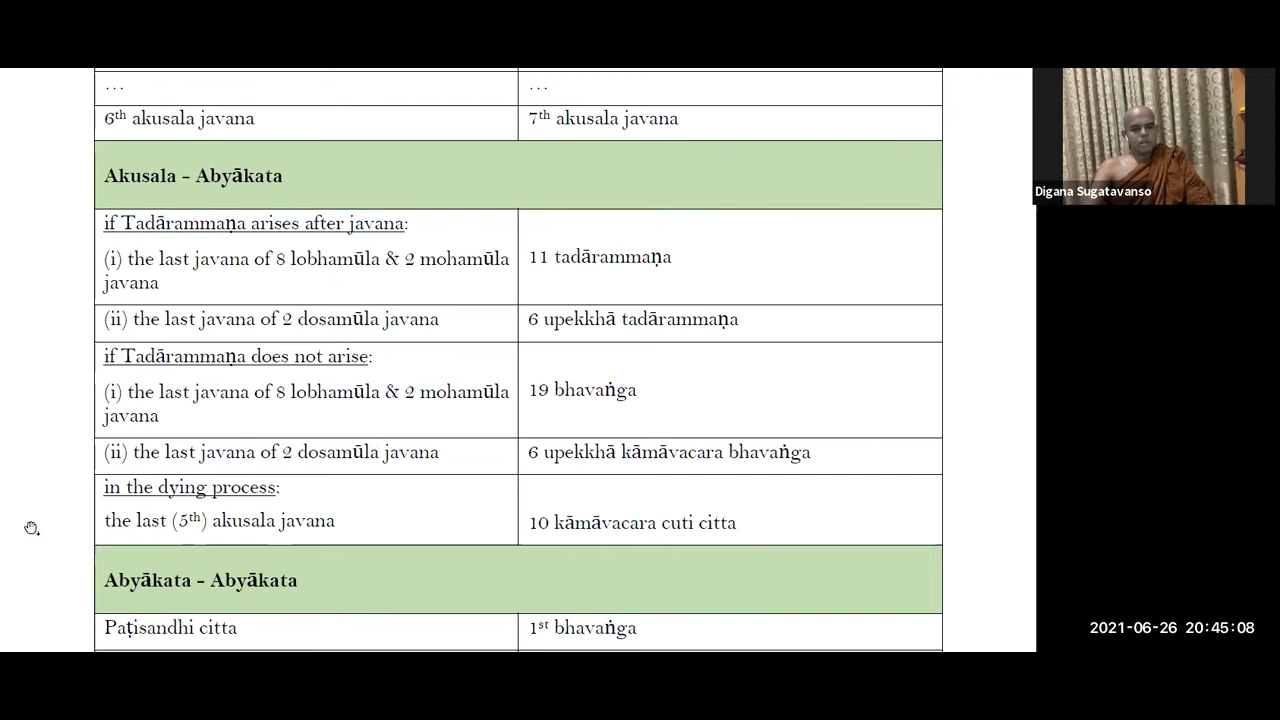 ... ...
6th akusala javana 7th akusala javana
Akusala – Abyākata
if Tadārammaṇa arises after javana:
(i) the last javana of 8 lobhamūla & 2 mohamūla
javana
11 tadārammaṇa
(ii) the last javana of 2 dosamūla javana 6 upekkhā tadārammaṇa
if Tadārammaṇa does not arise:
(i) the last javana of 8 lobhamūla & 2 mohamūla
javana
19 bhavaṅga
(ii) the last javana of 2 dosamūla javana 6 upekkhā kāmāvacara bhavaṅga
in the dying process:
the last (5th) akusala javana 10 kāmāvacara cuti citta
Abyākata – Abyākata
Paṭisandhi citta 1st bhavaṅga
Digana Sugatavanso
2021-06-26 20:45:08